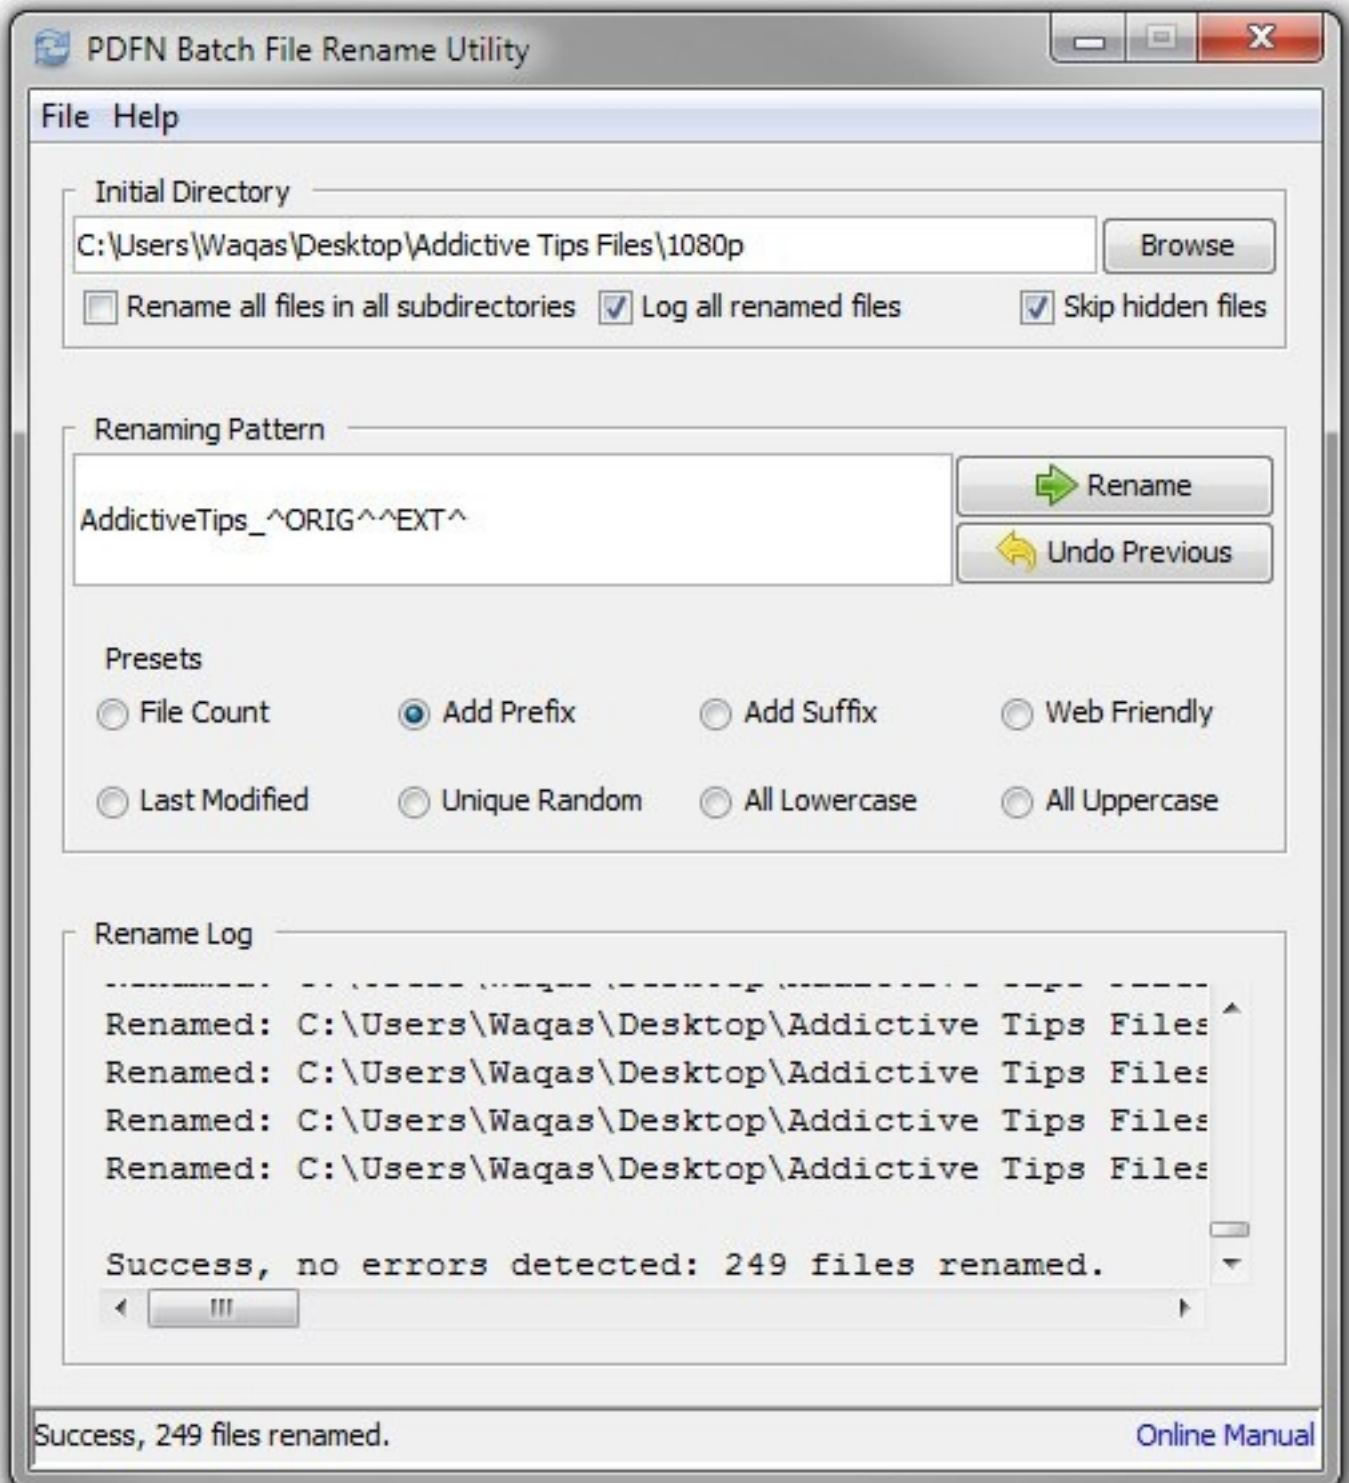 PDFN Batch File Rename Utility
File Help
Initial Directory
C:\Users\Waqas\Desktop\Addictive Tips Files\1080p
Browse
Rename all files in all subdirectories Log all renamed files Skip hidden files
Renaming Pattern
AddictiveTips_^ORIG^^EXT^
Rename
Undo Previous
Presets
File Count Add Prefix Add Suffix Web Friendly
Last Modified Unique Random All Lowercase All Uppercase
Rename Log
Renamed: C:\Users\Waqas\Desktop\Addictive Tips Files
Renamed: C:\Users\Waqas\Desktop\Addictive Tips Files
Renamed: C:\Users\Waqas\Desktop\Addictive Tips Files
Renamed: C:\Users\Waqas\Desktop\Addictive Tips Files
Success, no errors detected: 249 files renamed.
Success, 249 files renamed. Online Manual